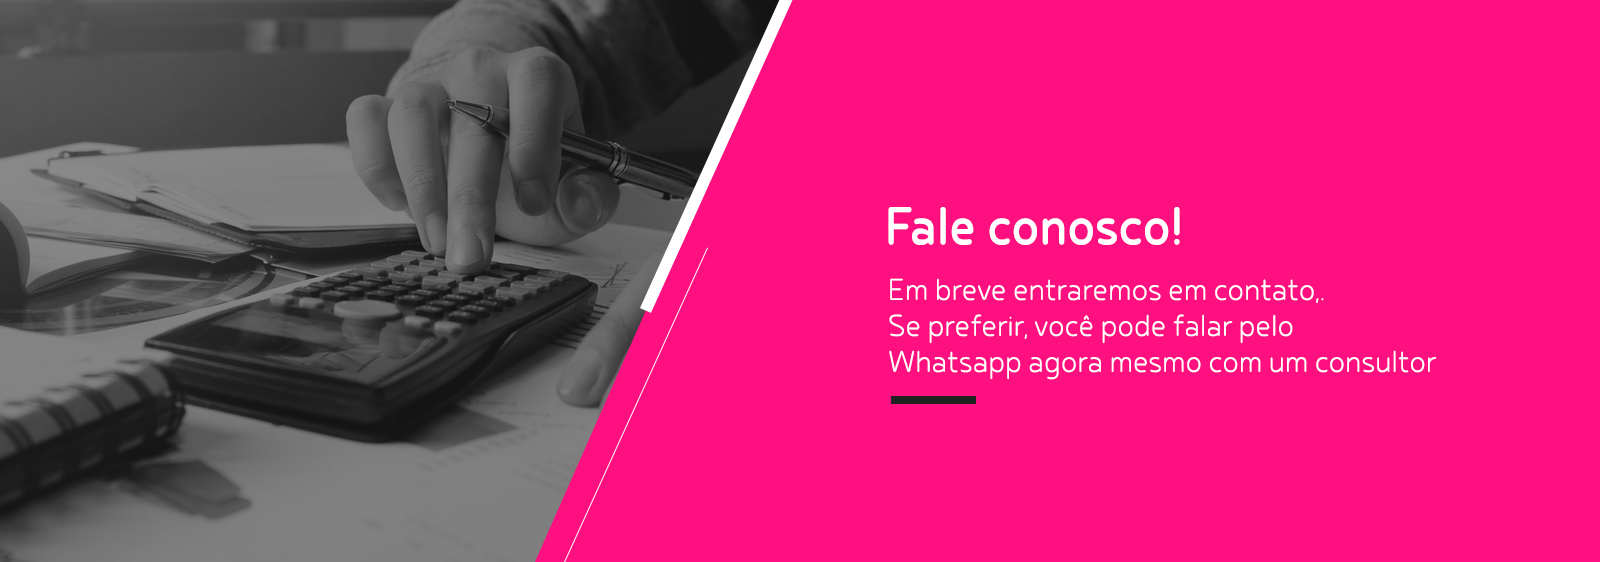 Fale conosco!
Em breve entraremos em contato,.
Se preferir, você pode falar pelo
Whatsapp agora mesmo com um consultor